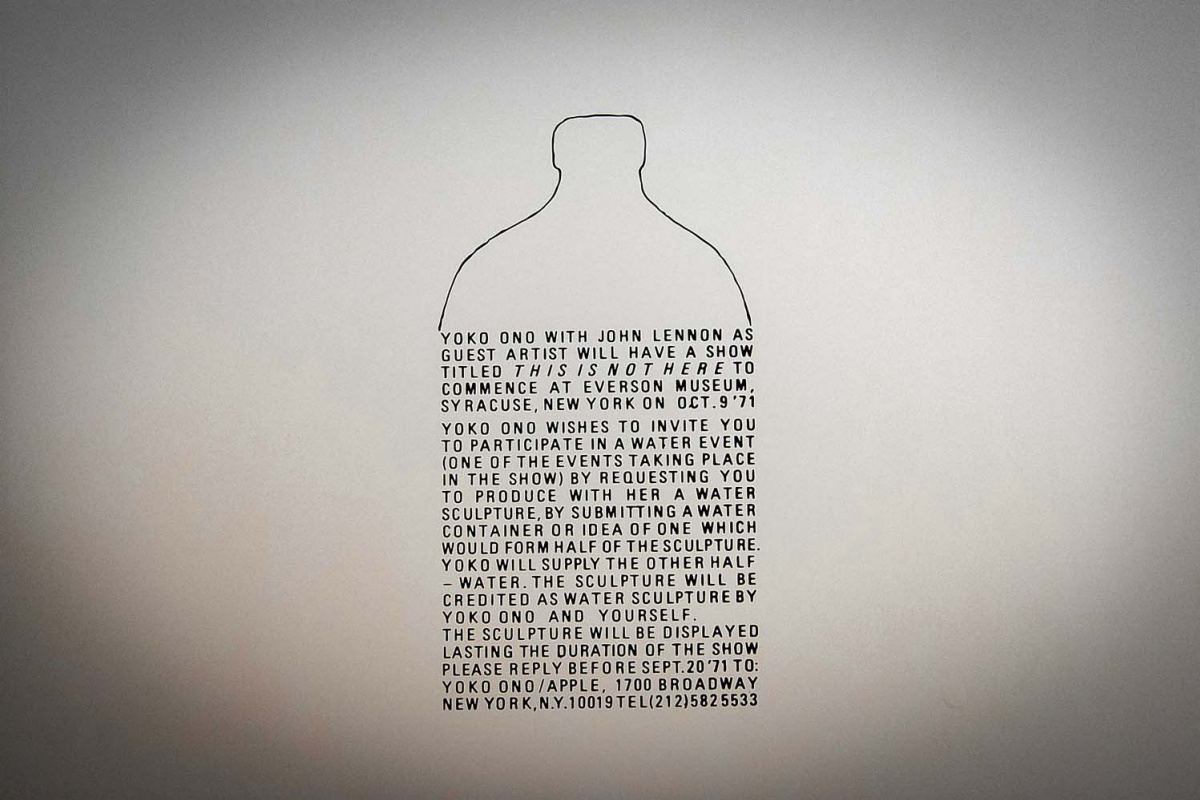 YOKO ONO WITH JOHN LENNON AS
GUEST ARTIST WILL HAVE A SHOW
TITLED THIS IS NOT HERE TO
COMMENCE AT EVERSON MUSEUM,
SYRACUSE, NEW YORK ON OCT. 9 '71
YOKO ONO WISHES TO INVITE YOU
TO PARTICIPATE IN A WATER EVENT
(ONE OF THE EVENTS TAKING PLACE
IN THE SHOW) BY REQUESTING YOU
TO PRODUCE WITH HER A WATER
SCULPTURE, BY SUBMITTING A WATER
CONTAINER OR IDEA OF ONE WHICH
WOULD FORM HALF OF THE SCULPTURE.
YOKO WILL SUPPLY THE OTHER HALF
– WATER. THE SCULPTURE WILL BE
CREDITED AS WATER SCULPTURE BY
YOKO ONO AND YOURSELF.
THE SCULPTURE WILL BE DISPLAYED
LASTING THE DURATION OF THE SHOW
PLEASE REPLY BEFORE SEPT. 20 '71 TO:
YOKO ONO/APPLE, 1700 BROADWAY
NEW YORK, N.Y. 10019 TEL (212) 582 5533